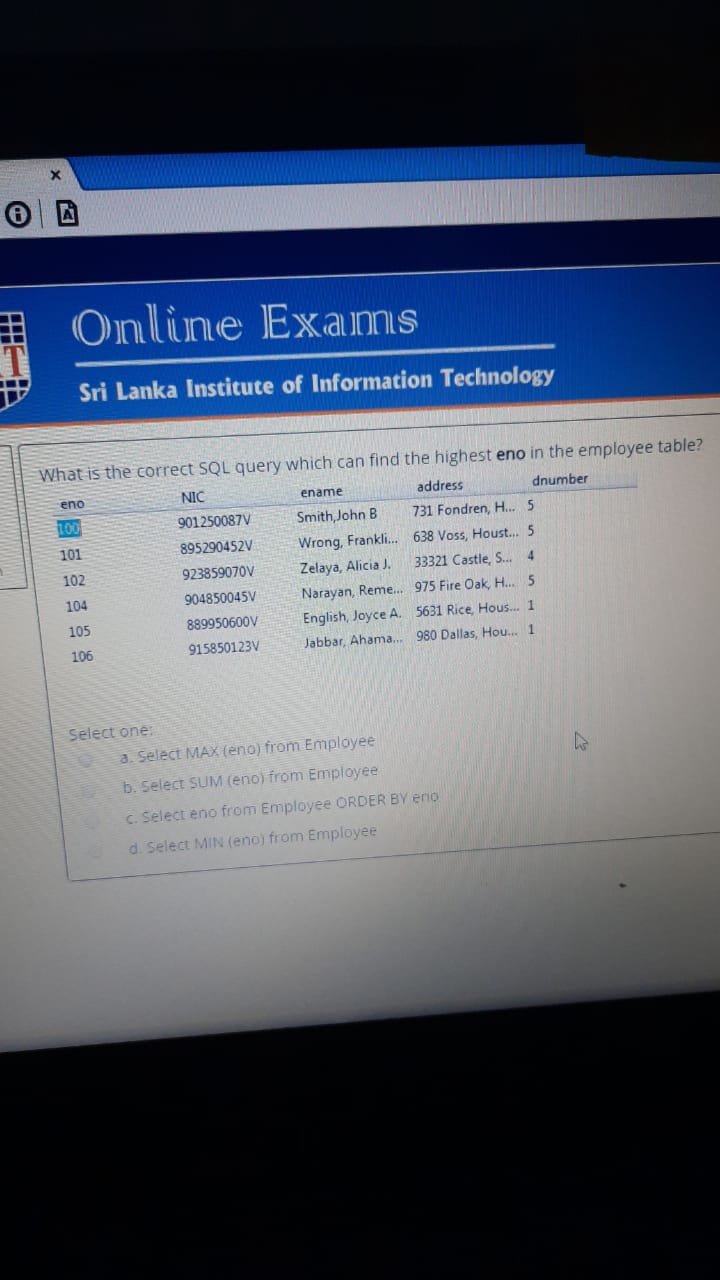 x
T
Online Exams
Sri Lanka Institute of Information Technology
What is the correct SQL query which can find the highest eno in the employee table?
eno NIC ename address dnumber
100 901250087V Smith,John B 731 Fondren, H... 5
101 895290452V Wrong, Frankli... 638 Voss, Houst... 5
102 923859070V Zelaya, Alicia J. 33321 Castle, S... 4
104 904850045V Narayan, Reme... 975 Fire Oak, H... 5
105 889950600V English, Joyce A. 5631 Rice, Hous... 1
106 915850123V Jabbar, Ahama... 980 Dallas, Hou... 1
Select one:
a. Select MAX (eno) from Employee
b. Select SUM (eno) from Employee
c. Select eno from Employee ORDER BY eno
d. Select MIN (eno) from Employee